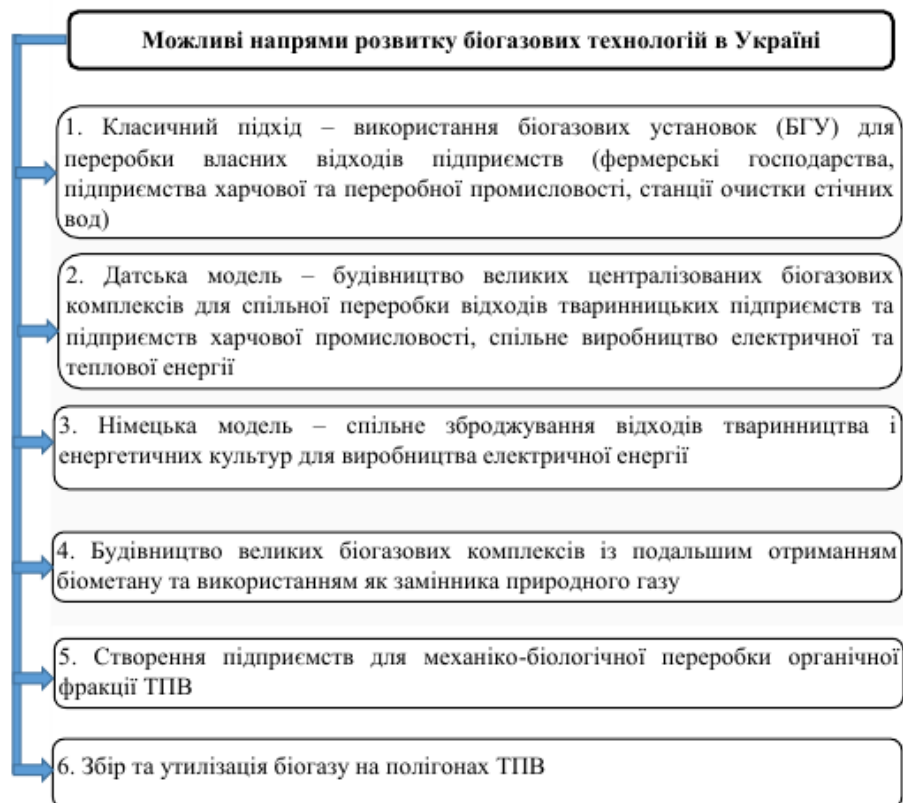 Можливі напрями розвитку біогазових технологій в Україні
1. Класичний підхід – використання біогазових установок (БГУ) для
переробки власних відходів підприємств (фермерські господарства,
підприємства харчової та переробної промисловості, станції очистки стічних
вод)
2. Датська модель – будівництво великих централізованих біогазових
комплексів для спільної переробки відходів тваринницьких підприємств та
підприємств харчової промисловості, спільне виробництво електричної та
теплової енергії
3. Німецька модель – спільне зброджування відходів тваринництва і
енергетичних культур для виробництва електричної енергії
4. Будівництво великих біогазових комплексів із подальшим отриманням
біометану та використанням як замінника природного газу
5. Створення підприємств для механіко-біологічної переробки органічної
фракції ТПВ
6. Збір та утилізація біогазу на полігонах ТПВ